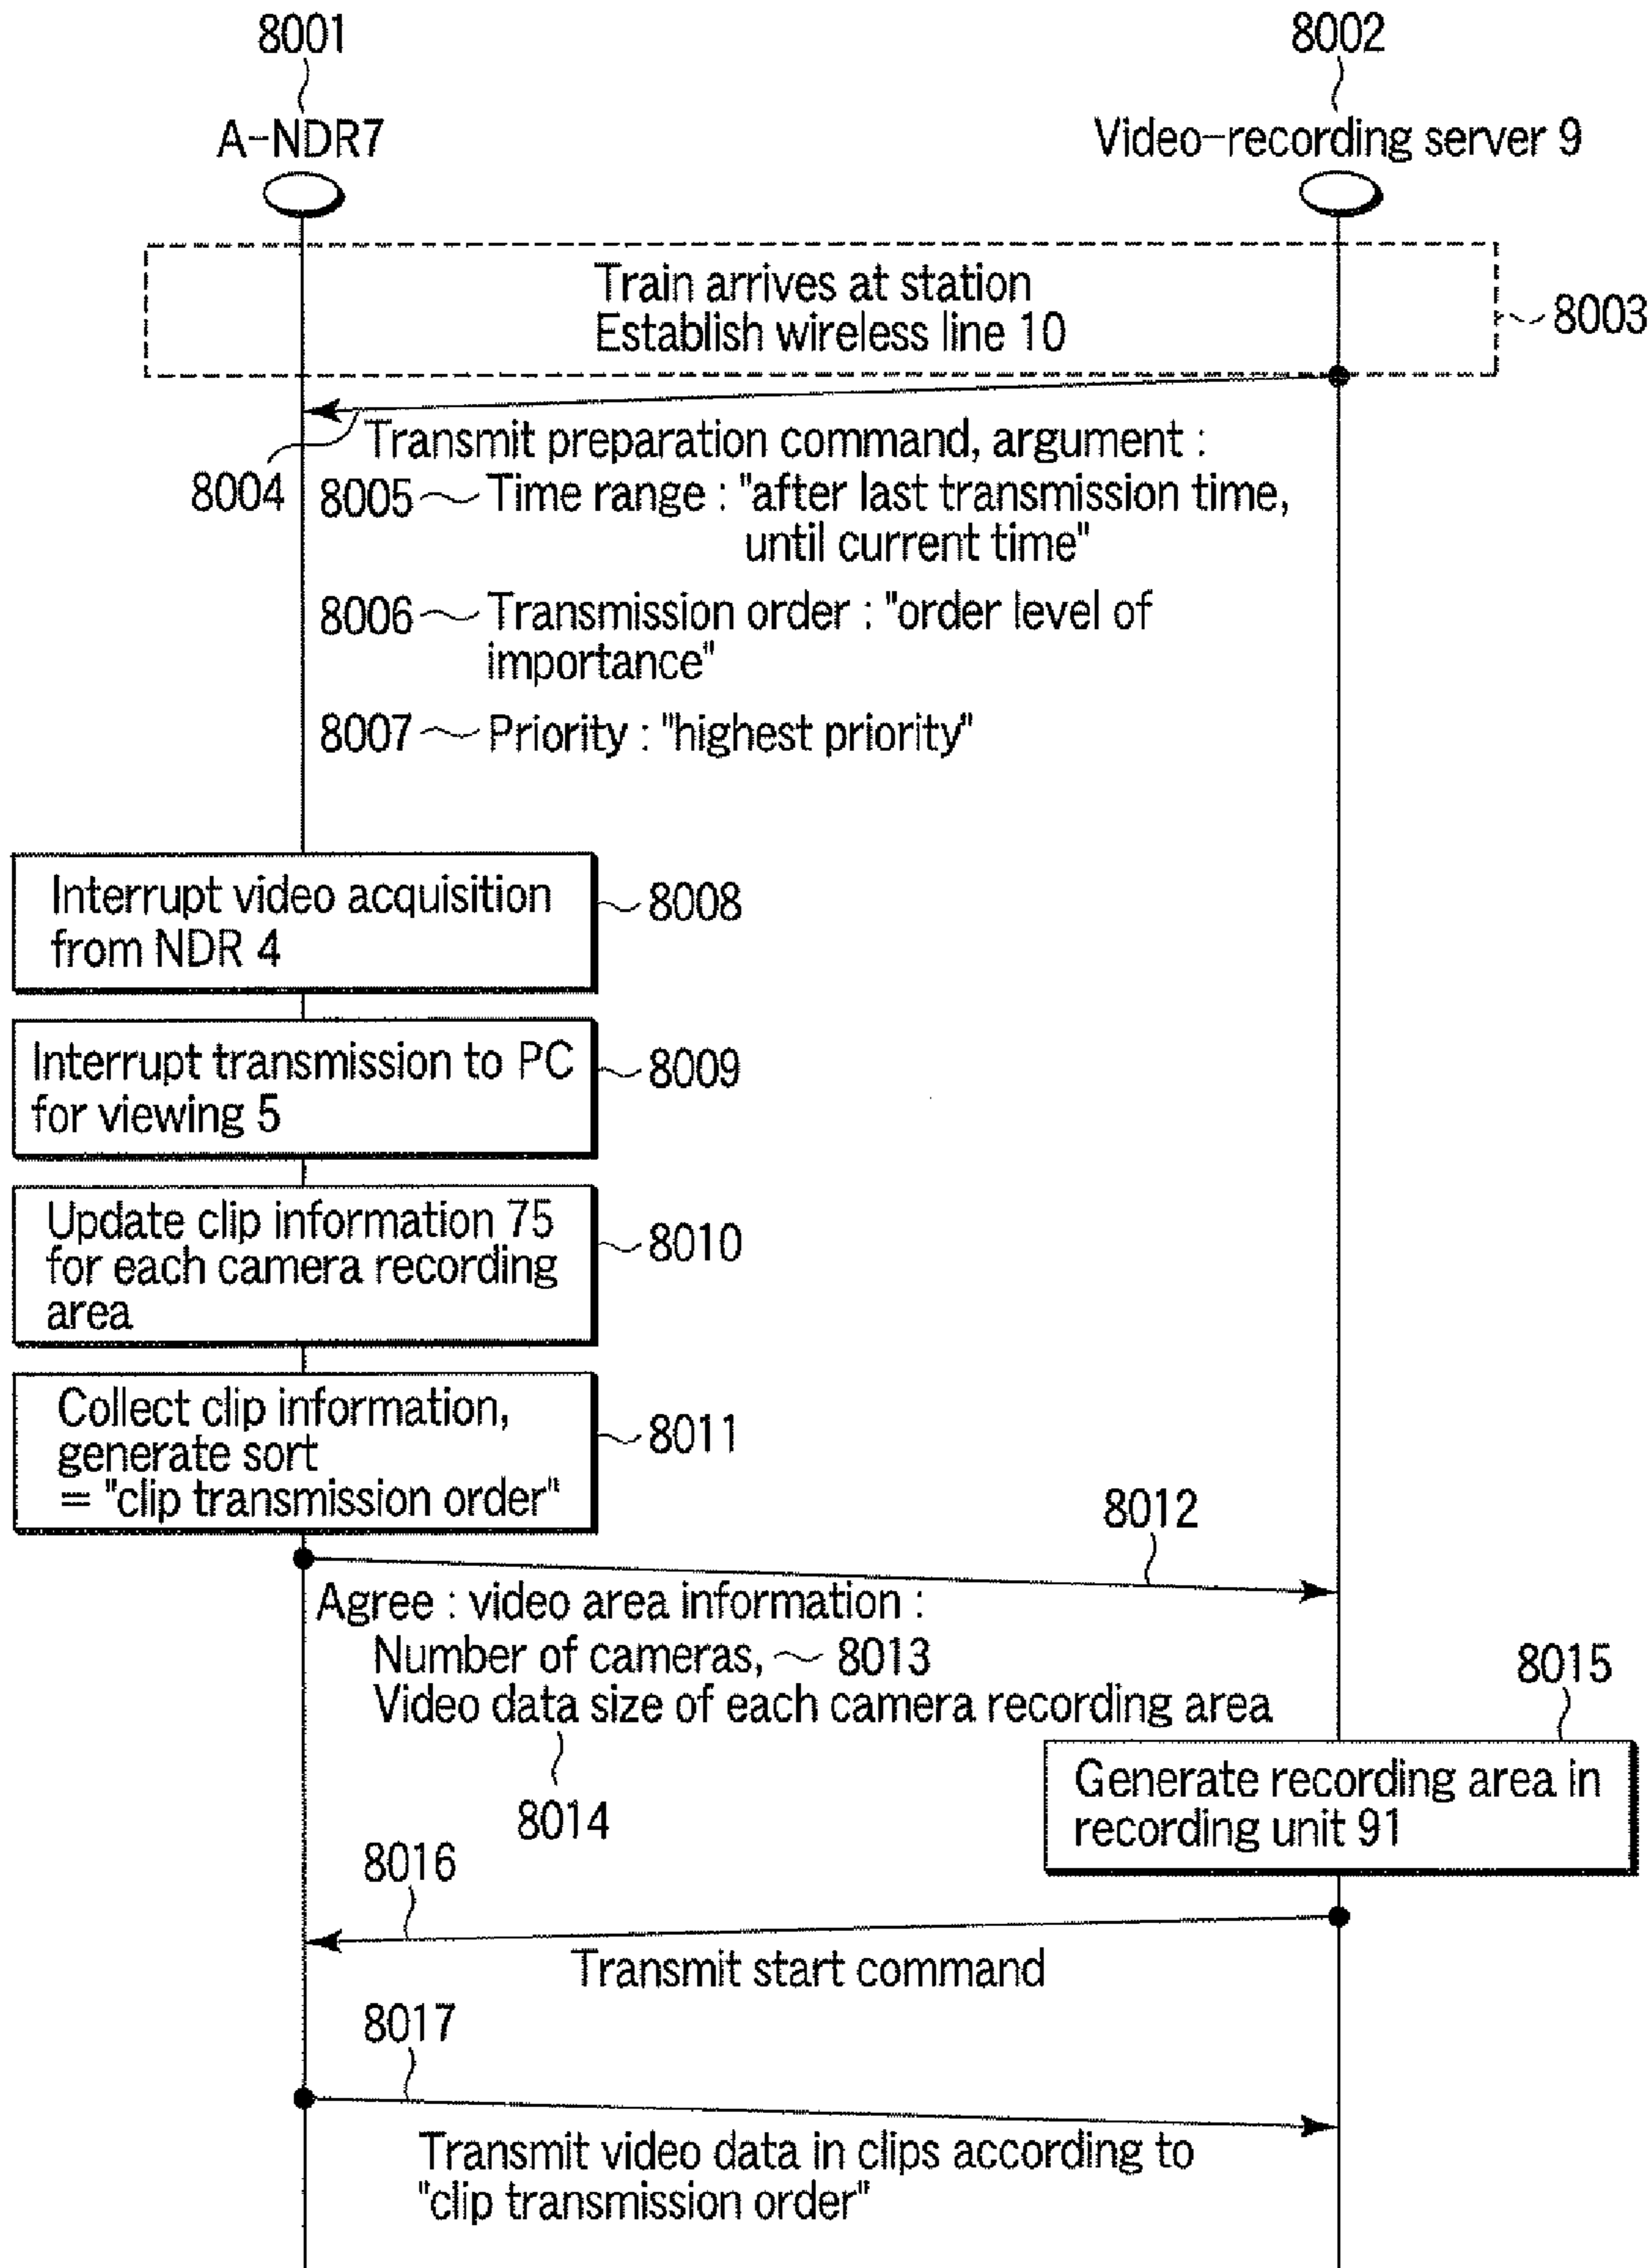 8001
8002
A-NDR7
Video-recording server 9
Train arrives at station
Establish wireless line 10
8003
Transmit preparation command, argument :
8004
8005
Time range : "after last transmission time,
until current time"
8006
Transmission order : "order level of
importance"
8007
Priority : "highest priority"
Interrupt video acquisition
from NDR 4
8008
Interrupt transmission to PC
for viewing 5
8009
Update clip information 75
for each camera recording
area
8010
Collect clip information,
generate sort
= "clip transmission order"
8011
8012
Agree : video area information :
Number of cameras,
8013
Video data size of each camera recording area
8014
8015
Generate recording area in
recording unit 91
8016
Transmit start command
8017
Transmit video data in clips according to
"clip transmission order"